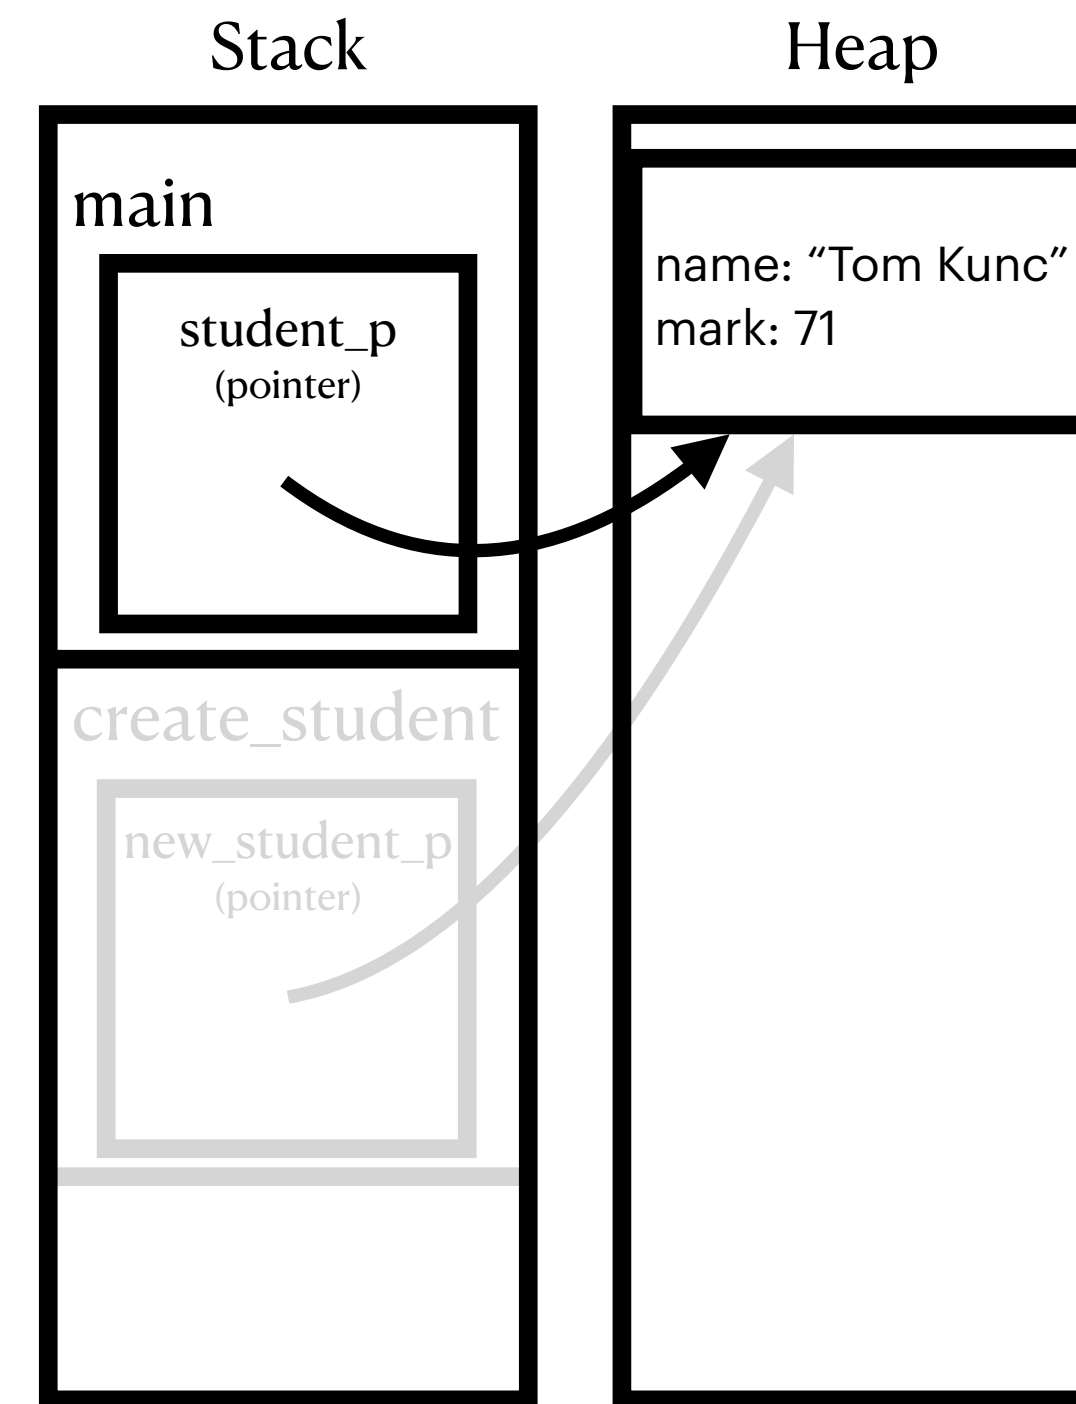 Stack
Heap
main
student_p
(pointer)
name: “Tom Kunc”
mark: 71
create_student
new_student_p
(pointer)